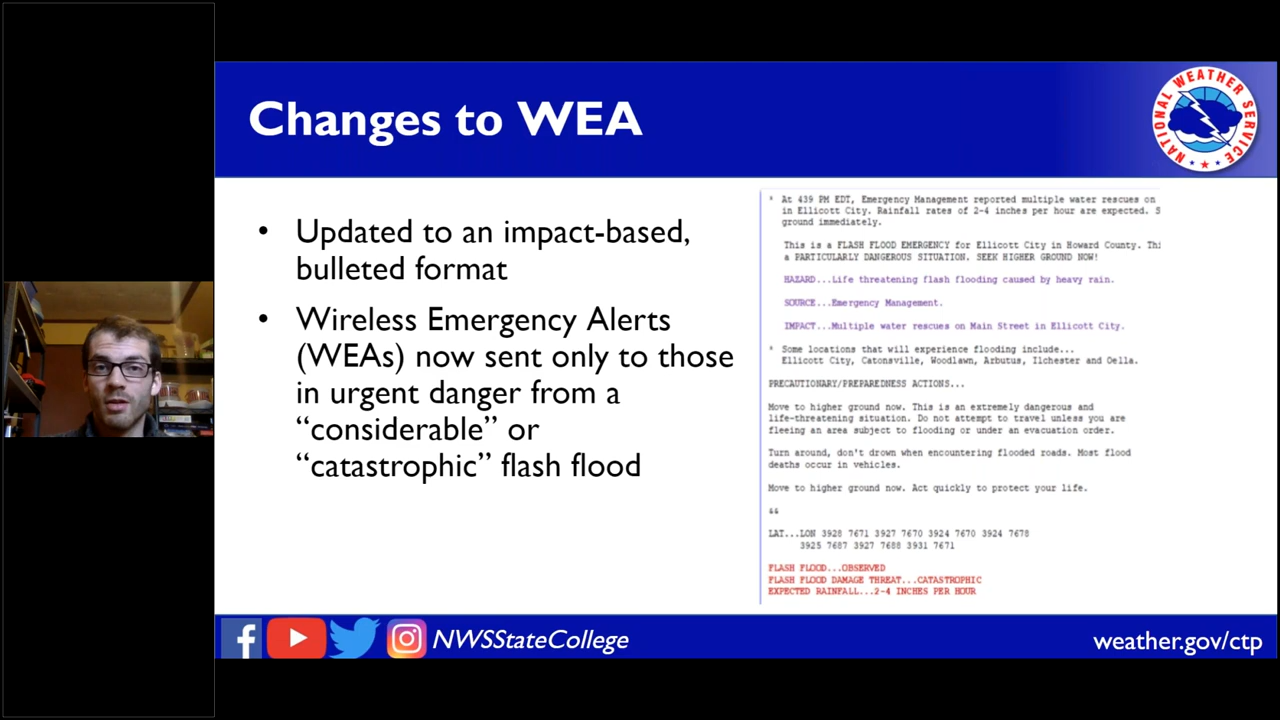 Changes to WEA
NATIONAL WEATHER SERVICE
• Updated to an impact-based,
bulleted format
• Wireless Emergency Alerts
(WEAs) now sent only to those
in urgent danger from a
“considerable” or
“catastrophic” flash flood
* At 439 PM EDT, Emergency Management reported multiple water rescues on
in Ellicott City. Rainfall rates of 2-4 inches per hour are expected. S
ground immediately.
This is a FLASH FLOOD EMERGENCY for Ellicott City in Howard County. Thi
a PARTICULARLY DANGEROUS SITUATION. SEEK HIGHER GROUND NOW!
HAZARD...Life threatening flash flooding caused by heavy rain.
SOURCE...Emergency Management.
IMPACT...Multiple water rescues on Main Street in Ellicott City.
* Some locations that will experience flooding include...
Ellicott City, Catonsville, Woodlawn, Arbutus, Ilchester and Oella.
PRECAUTIONARY/PREPAREDNESS ACTIONS...
Move to higher ground now. This is an extremely dangerous and
life-threatening situation. Do not attempt to travel unless you are
fleeing an area subject to flooding or under an evacuation order.
Turn around, don't drown when encountering flooded roads. Most flood
deaths occur in vehicles.
Move to higher ground now. Act quickly to protect your life.
&&
LAT...LON 3928 7671 3927 7670 3924 7670 3924 7678
3925 7687 3927 7688 3931 7671
FLASH FLOOD...OBSERVED
FLASH FLOOD DAMAGE THREAT...CATASTROPHIC
EXPECTED RAINFALL...2-4 INCHES PER HOUR
NWSStateCollege
weather.gov/ctp